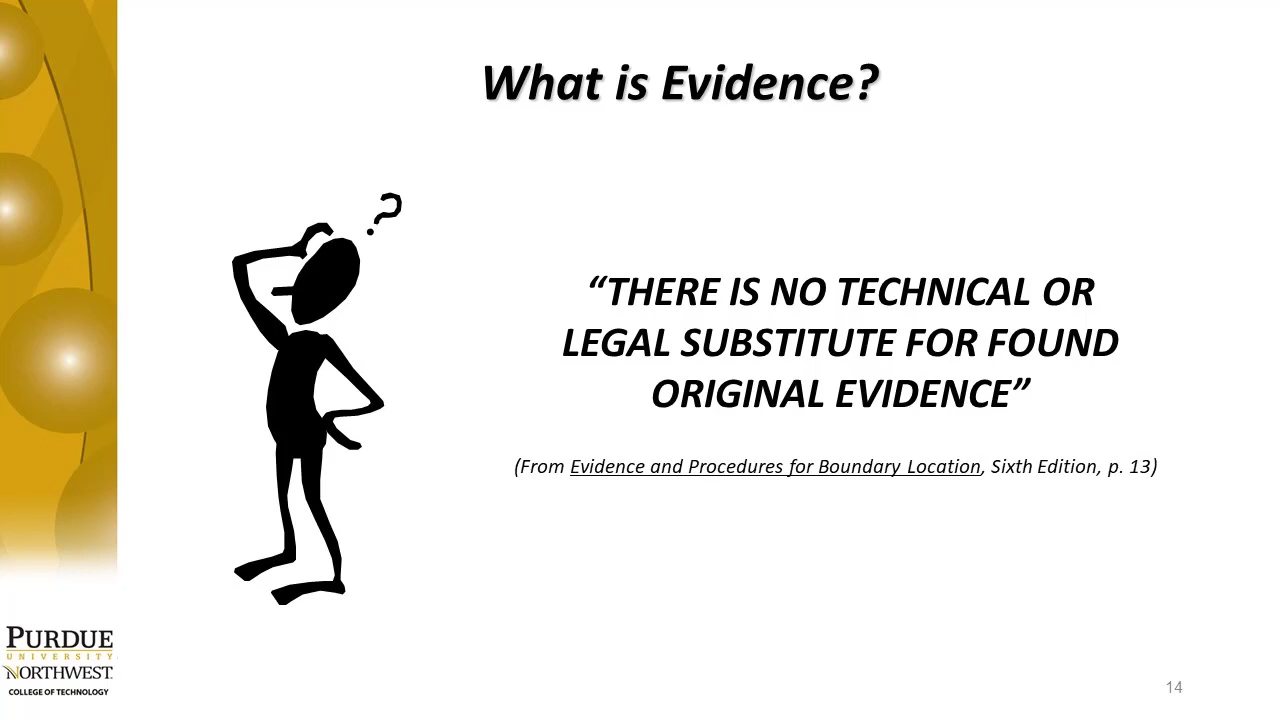 What is Evidence?
?
“THERE IS NO TECHNICAL OR
LEGAL SUBSTITUTE FOR FOUND
ORIGINAL EVIDENCE”
(From Evidence and Procedures for Boundary Location, Sixth Edition, p. 13)
PURDUE
UNIVERSITY
NORTHWEST
COLLEGE OF TECHNOLOGY
14